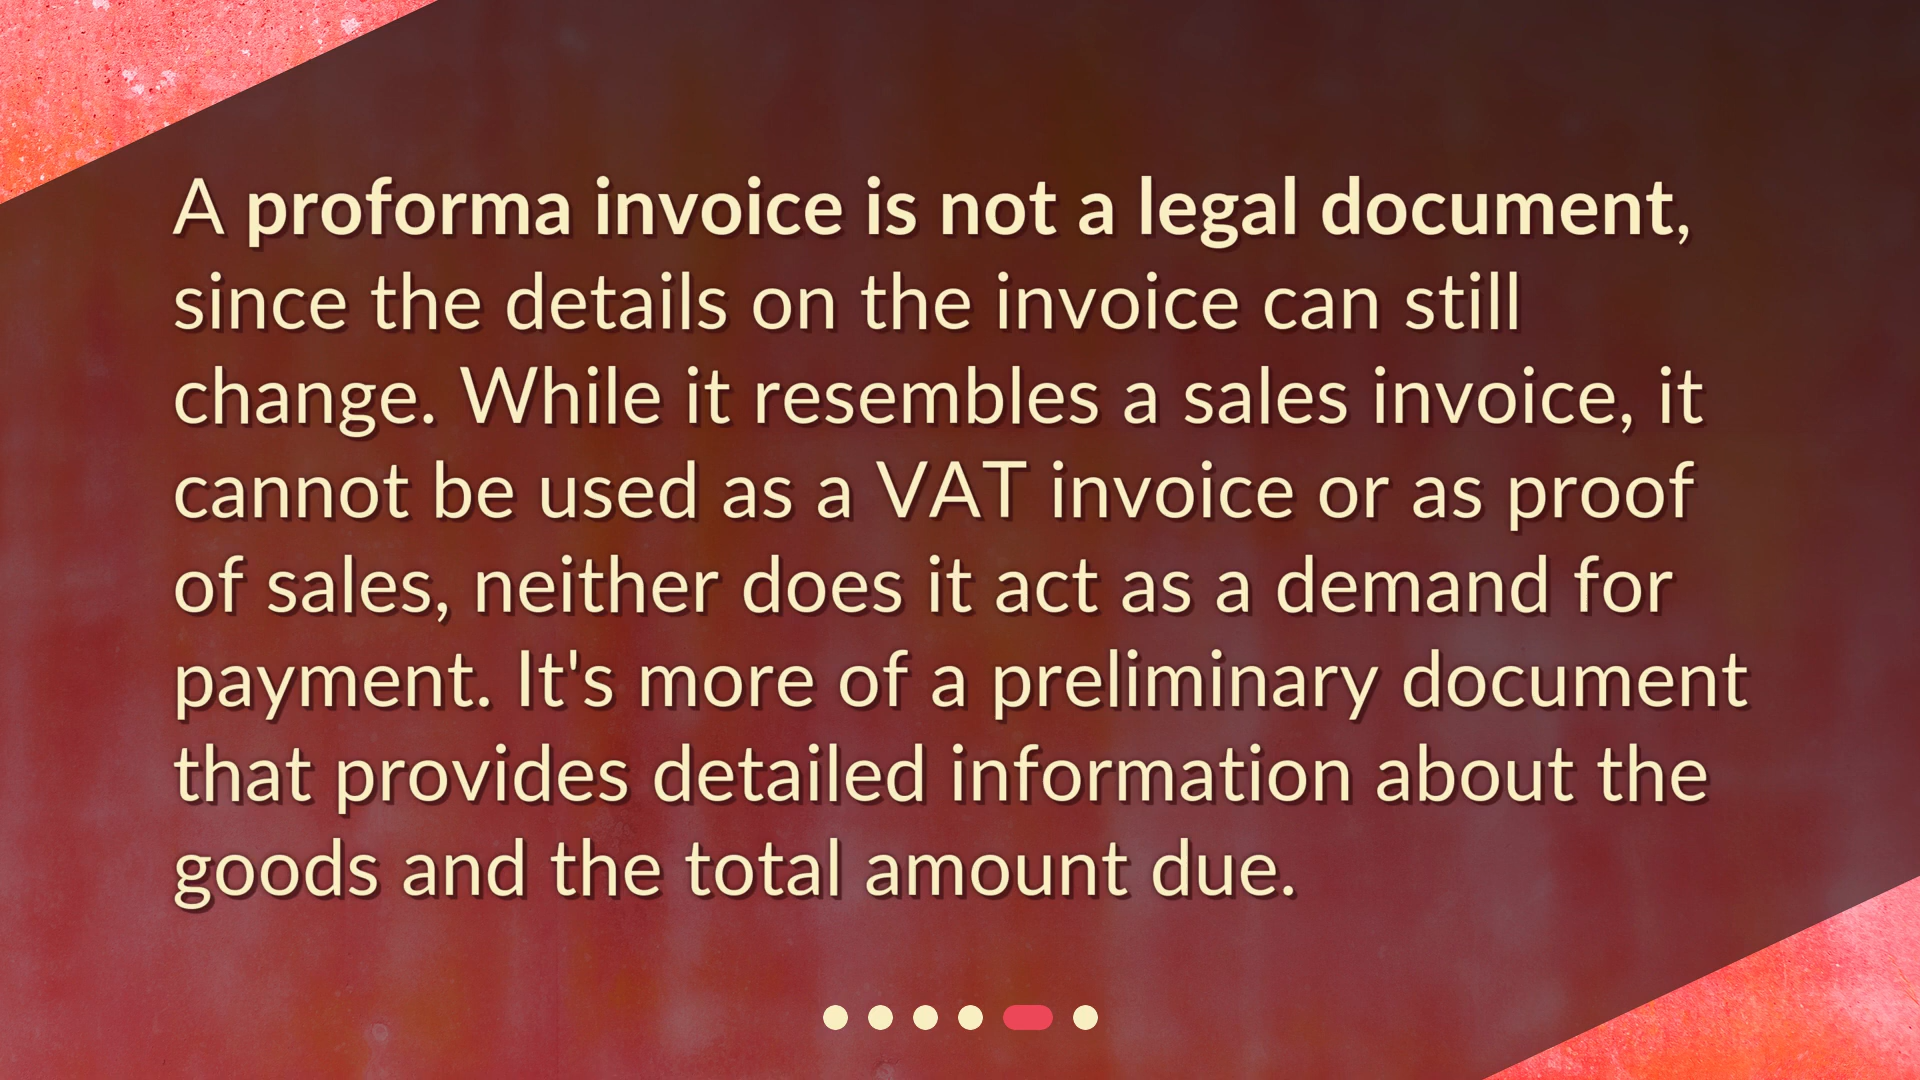 A proforma invoice is not a legal document,
since the details on the invoice can still
change. While it resembles a sales invoice, it
cannot be used as a VAT invoice or as proof
of sales, neither does it act as a demand for
payment. It's more of a preliminary document
that provides detailed information about the
goods and the total amount due.